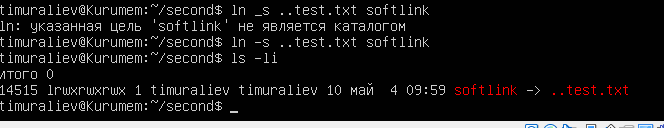 timuraliev@Kurumem:~/second$ ln _s ..test.txt softlink
ln: указанная цель 'softlink' не является каталогом
timuraliev@Kurumem:~/second$ ln -s ..test.txt softlink
timuraliev@Kurumem:~/second$ ls -li
итого 0
14515 lrwxrwxrwx 1 timuraliev timuraliev 10 май  4 09:59 softlink -> ..test.txt
timuraliev@Kurumem:~/second$ _